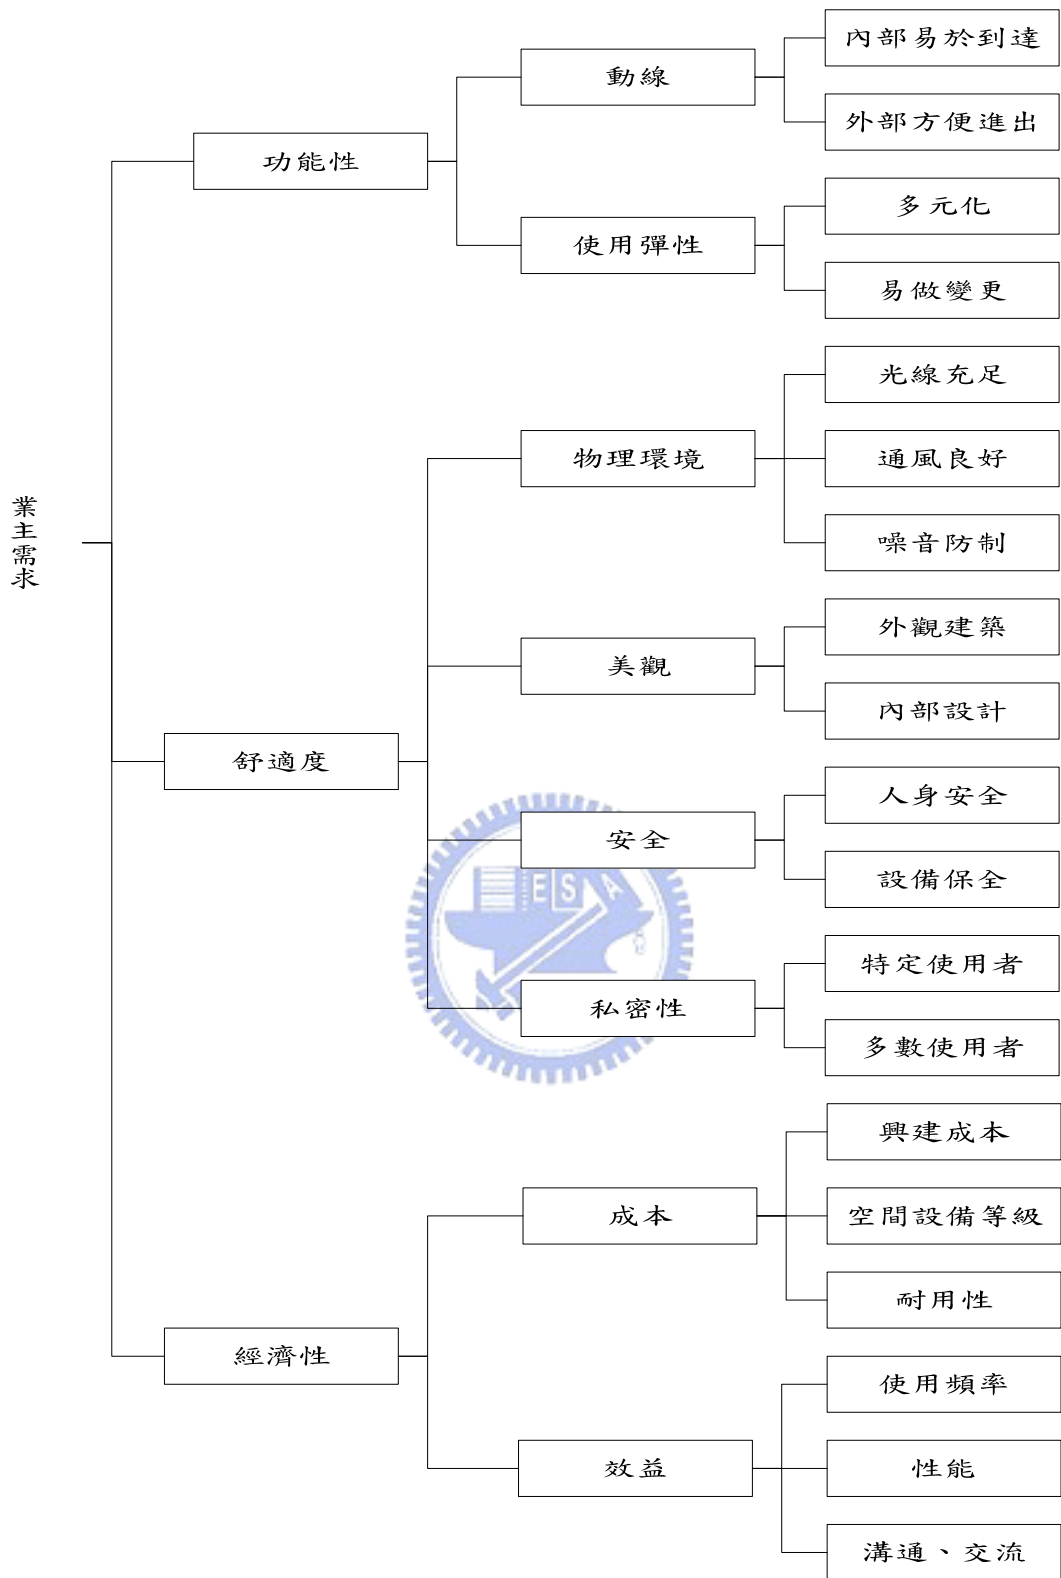 業主需求
功能性
動線
內部易於到達
外部方便進出
使用彈性
多元化
易做變更
舒適度
物理環境
光線充足
通風良好
噪音防制
美觀
外觀建築
內部設計
安全
人身安全
設備保全
私密性
特定使用者
多數使用者
經濟性
成本
興建成本
空間設備等級
耐用性
效益
使用頻率
性能
溝通、交流
ESA